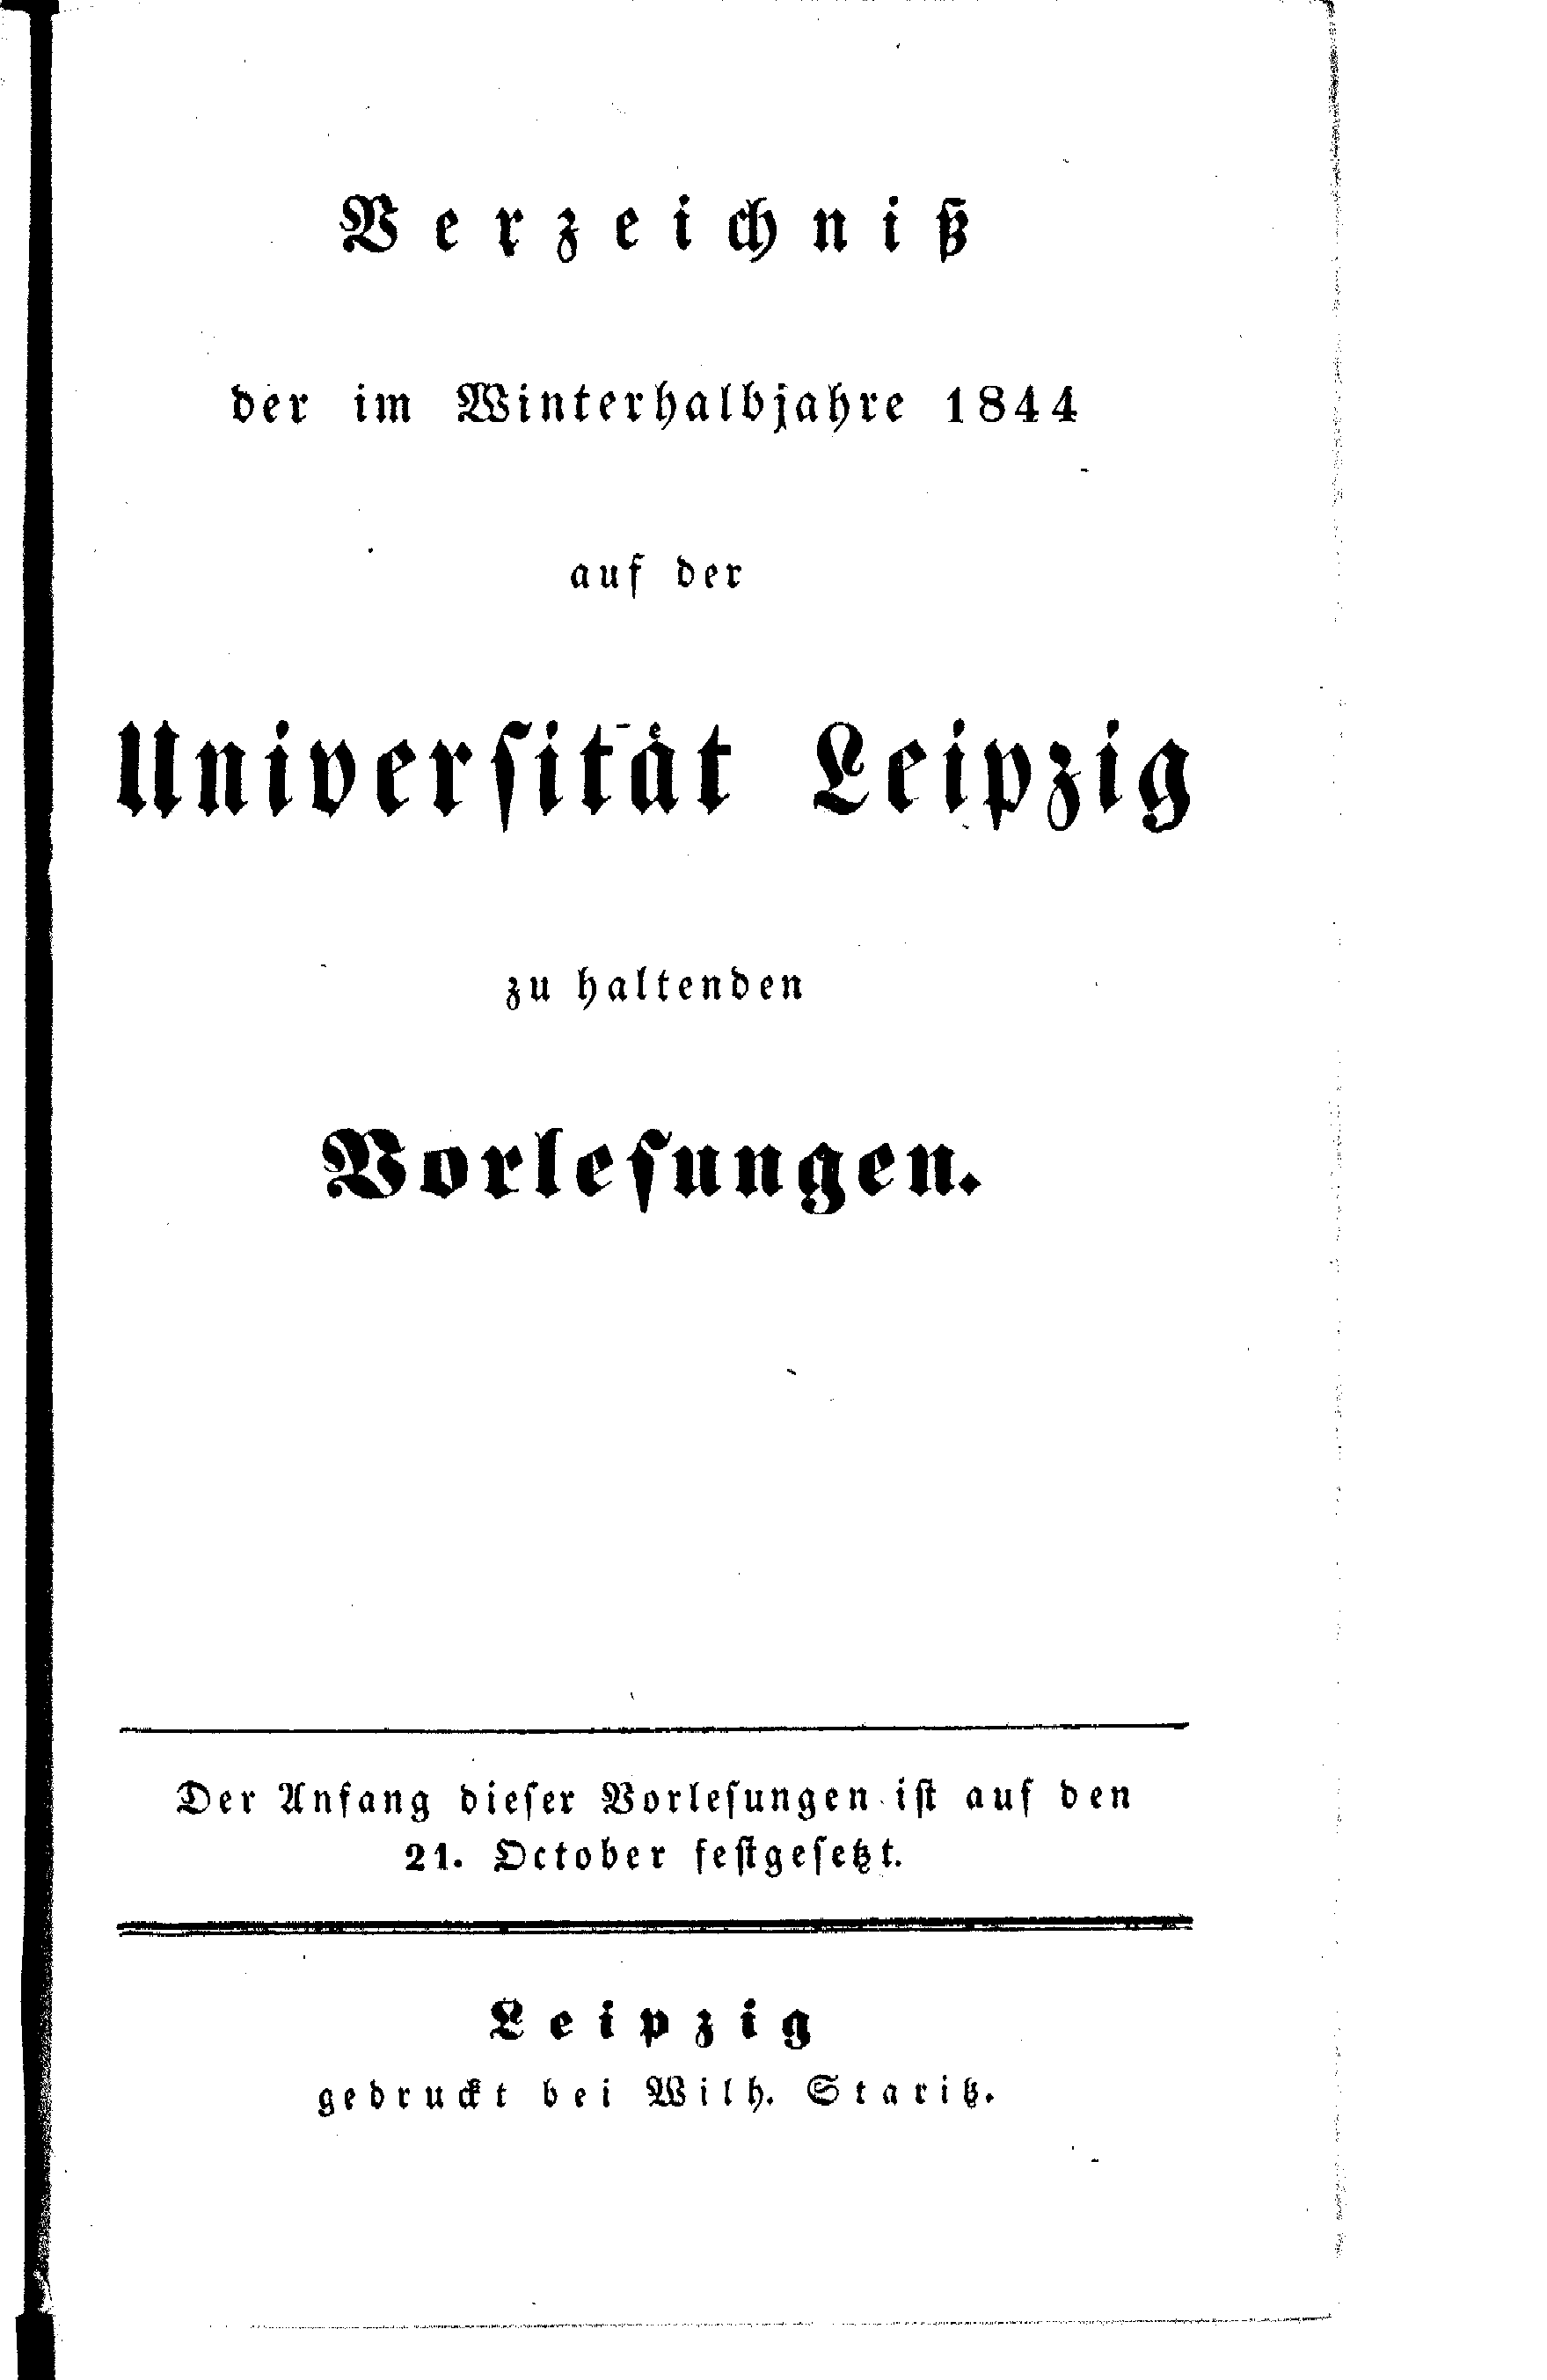 Verzeichniß
der im Winterhalbjahre 1844
auf der
Universität Leipzig
zu haltenden
Vorlesungen.
Der Anfang dieser Vorlesungen ist auf den
21. October festgesetzt.
Leipzig
gedruckt bei Wilh. Staritz.